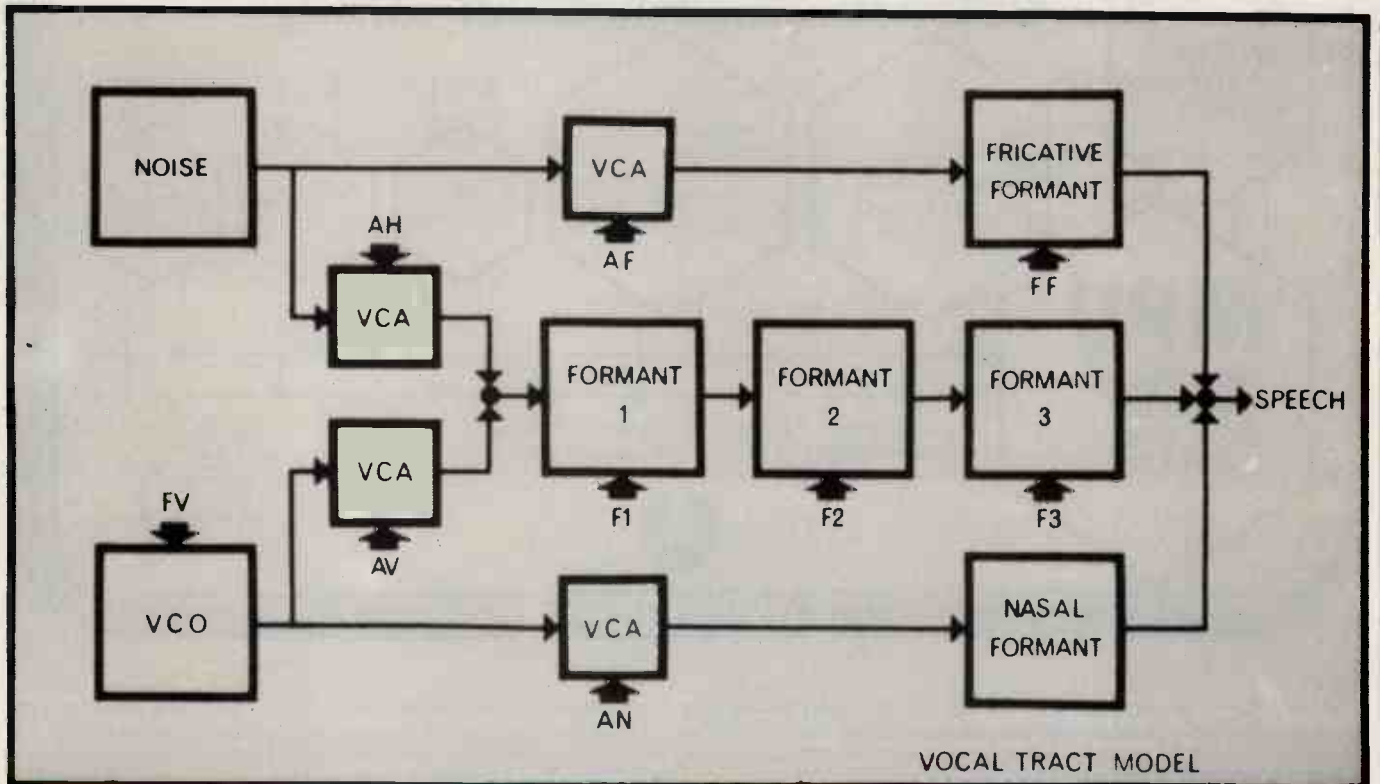 NOISE
VCA
FRICATIVE
FORMANT
AH
AF
FF
VCA
FORMANT
1
FORMANT
2
FORMANT
3
SPEECH
VCA
F1
F2
F3
FV
AV
VCO
VCA
NASAL
FORMANT
AN
VOCAL TRACT MODEL